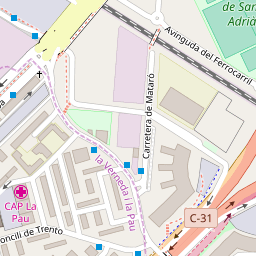 de San
Adrià
Avinguda del Ferrocarril
Carretera de Mataró
la Verneda i la
Pau
CAP La
Pau
C-31
oncili de Trento